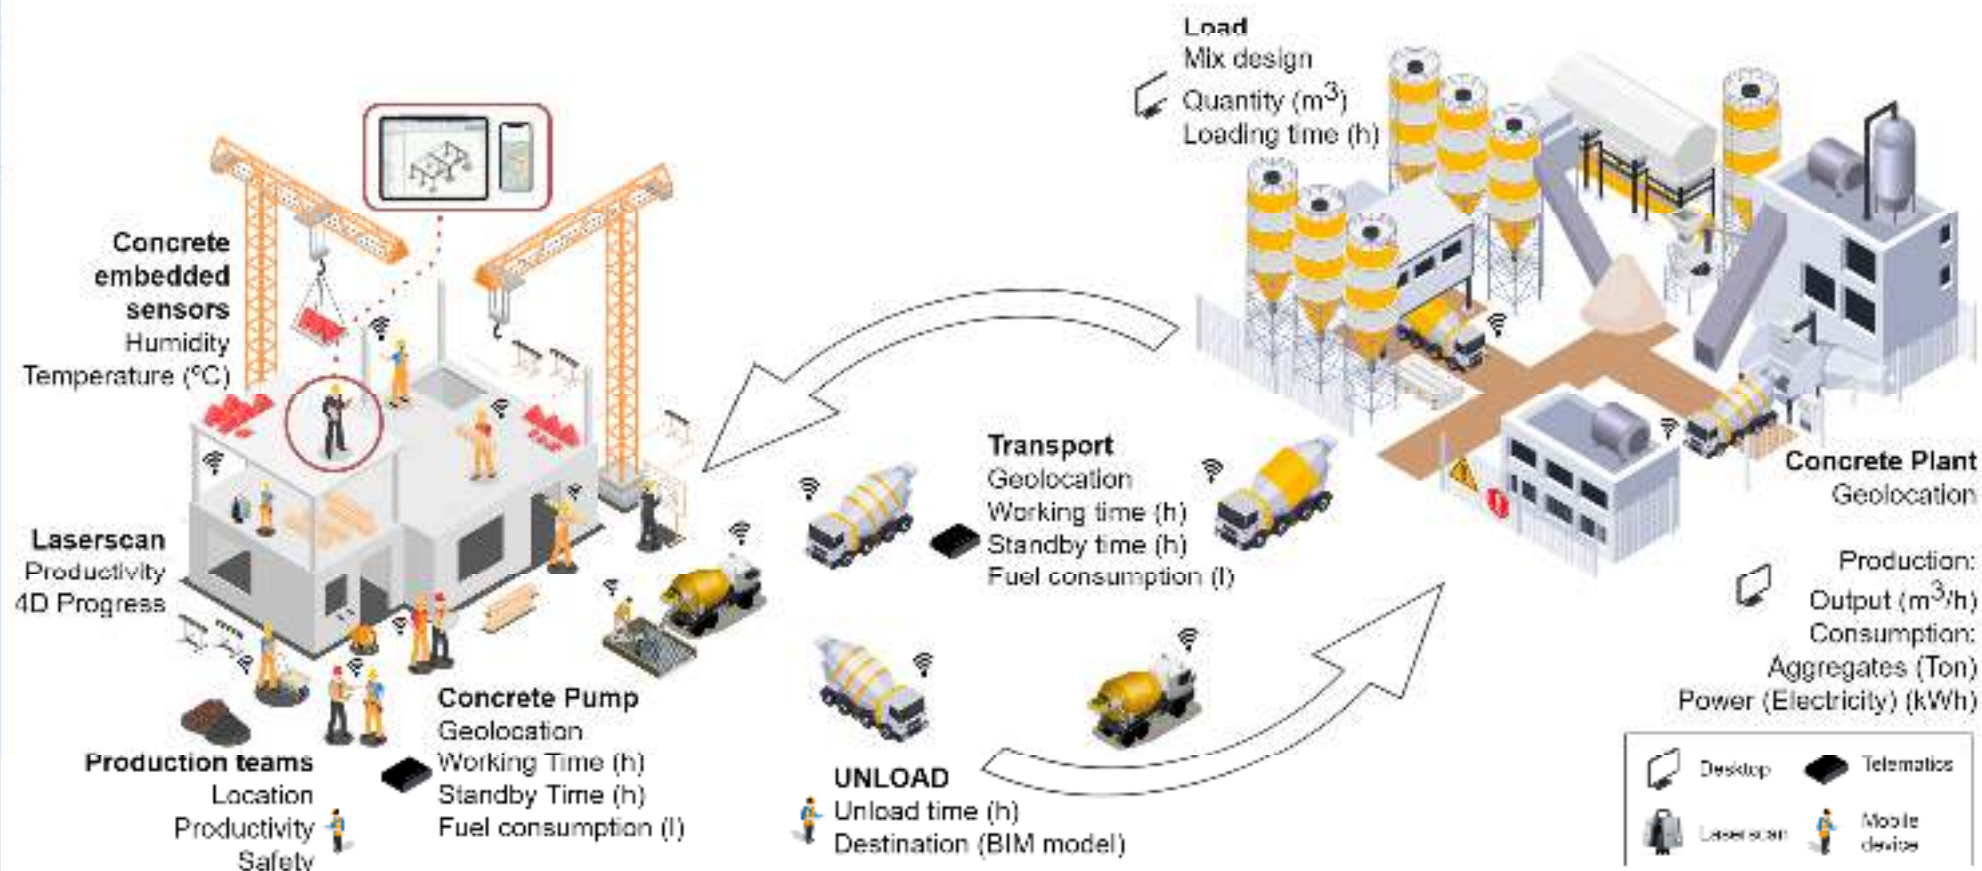 Load
Mix design
Quantity (m³)
Loading time (h)
Concrete
embedded
sensors
Humidity
Temperature (ºC)
Laserscan
Productivity
4D Progress
Production teams
Location
Productivity
Safety
Concrete Pump
Geolocation
Working Time (h)
Standby Time (h)
Fuel consumption (l)
Transport
Geolocation
Working time (h)
Standby time (h)
Fuel consumption (l)
UNLOAD
Unload time (h)
Destination (BIM model)
Concrete Plant
Geolocation
Production:
Output (m³/h)
Consumption:
Aggregates (Ton)
Power (Electricity) (kWh)
Desktop
Telematics
Laserscan
Mobile
device